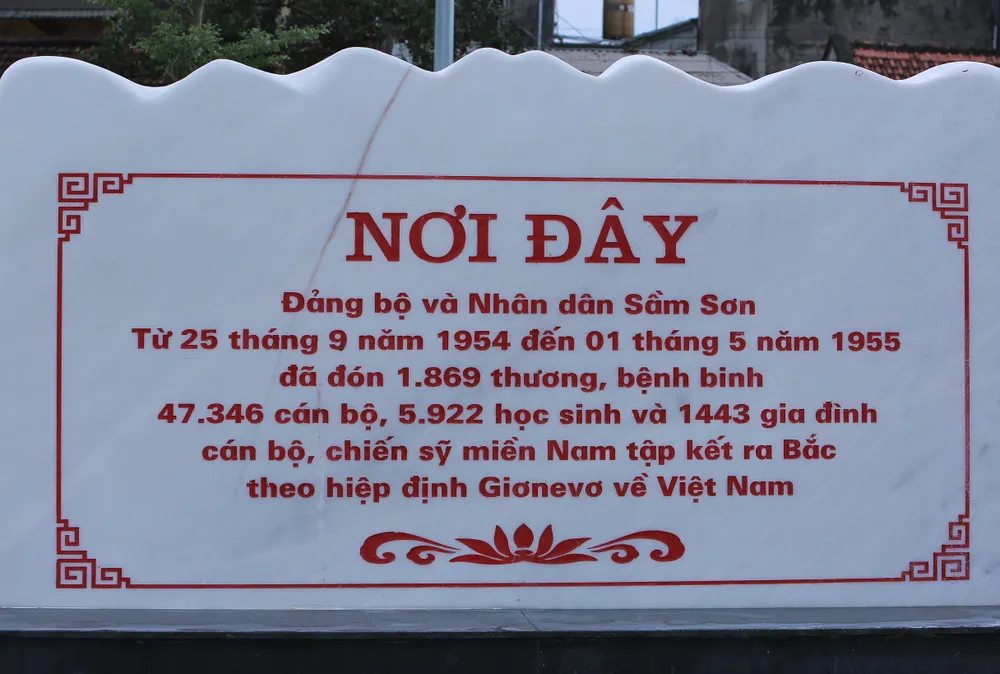 NƠI ĐÂY
Đảng bộ và Nhân dân Sầm Sơn
Từ 25 tháng 9 năm 1954 đến 01 tháng 5 năm 1955
đã đón 1.869 thương, bệnh binh
47.346 cán bộ, 5.922 học sinh và 1443 gia đình
cán bộ, chiến sỹ miền Nam tập kết ra Bắc
theo hiệp định Giơnevơ về Việt Nam